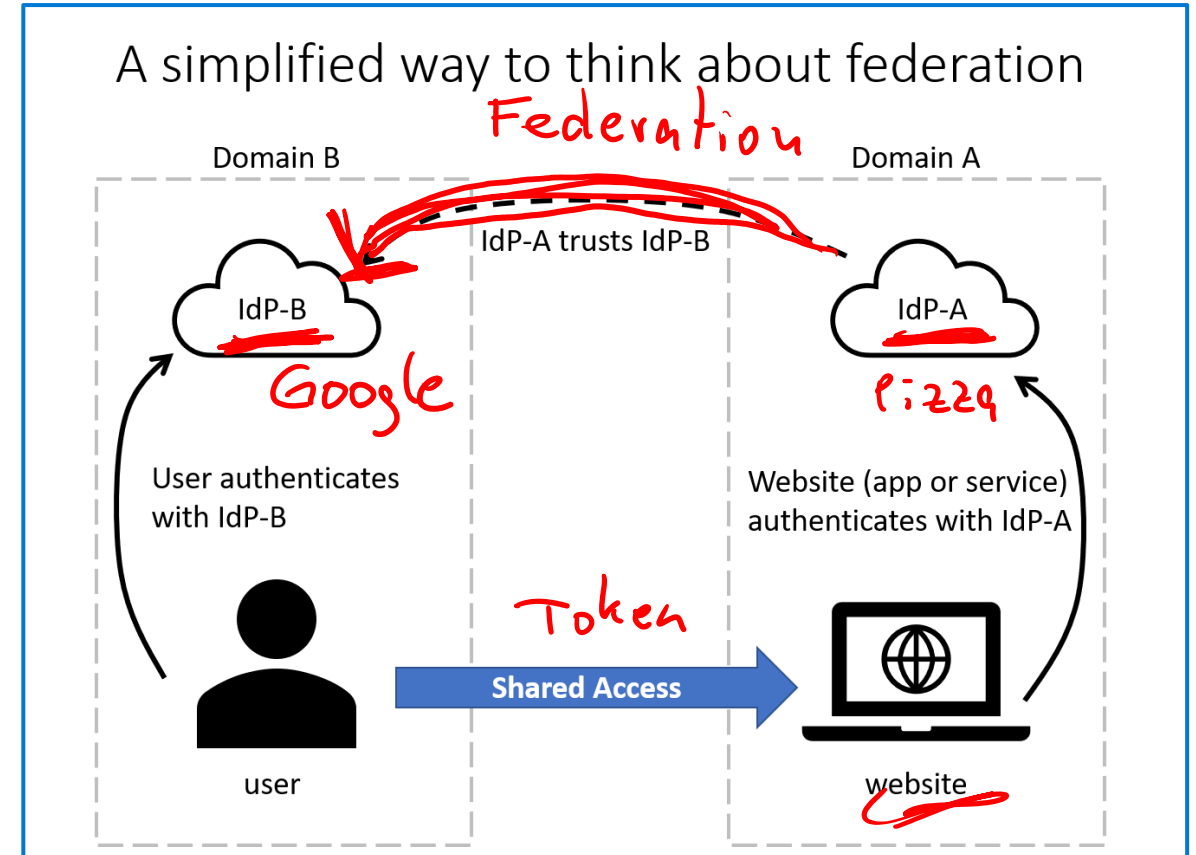 A simplified way to think about federation
Federation
Domain B
Domain A
IdP-A trusts IdP-B
IdP-B
IdP-A
Google
Pizza
User authenticates
with IdP-B
Website (app or service)
authenticates with IdP-A
Token
Shared Access
user
website